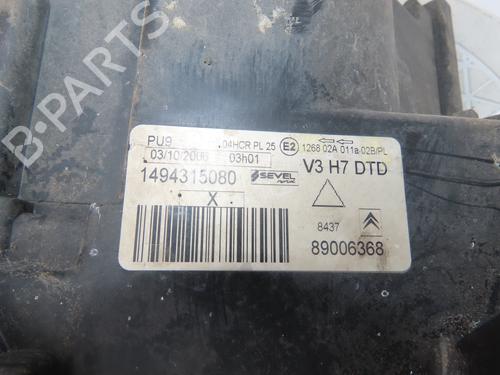 PU9 04HCR PL 25 E2 1268 02A 011a 02B/PL
03/10/2006 03h01
1494315080 SEVEL V3 H7 DTD
X
8437
89006368
B-PARTS